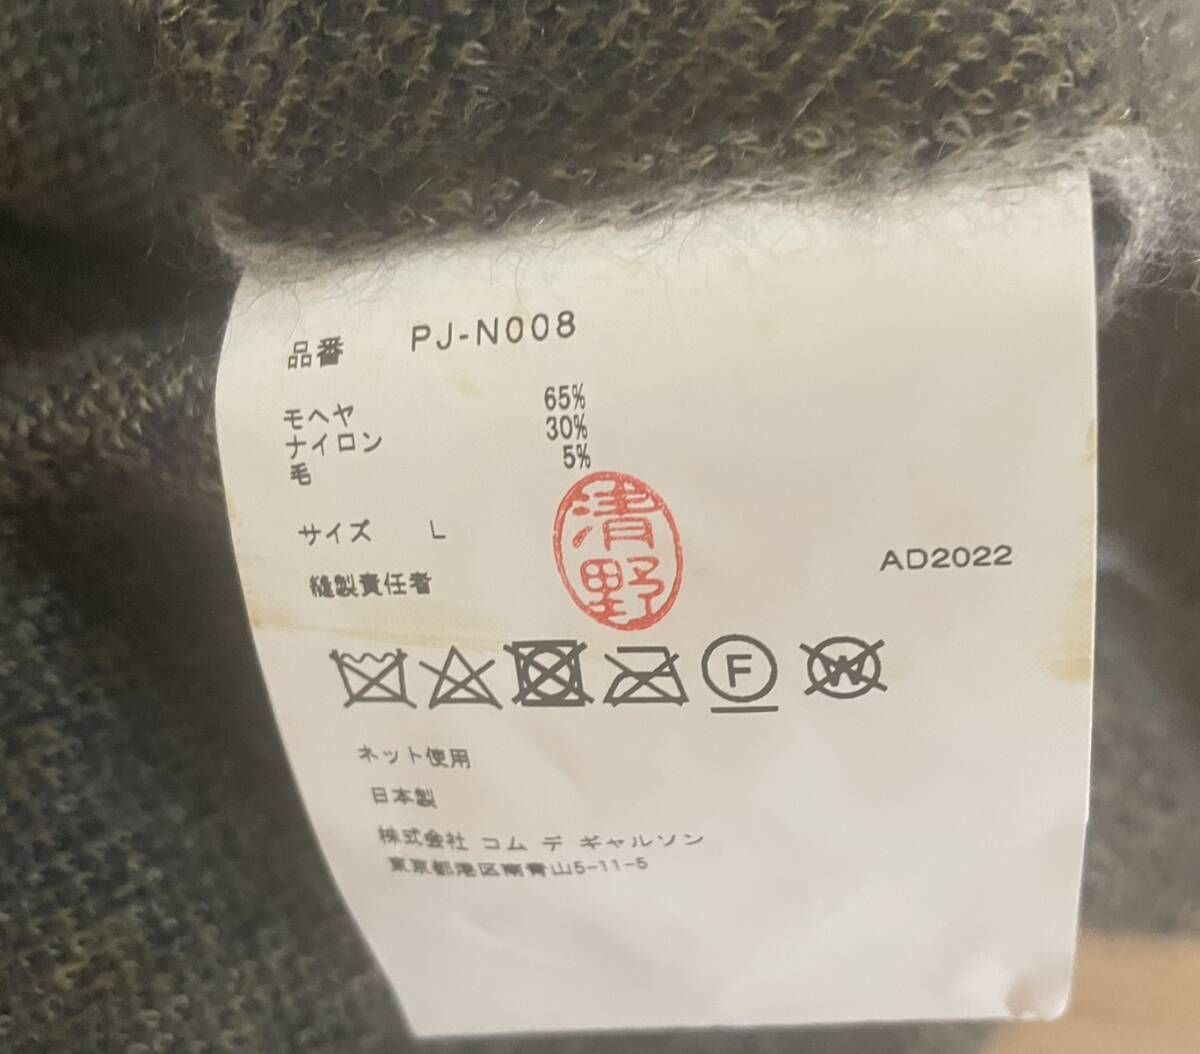 品番 PJ-N008
モヘヤ 65%
ナイロン 30%
毛 5%
サイズ L
清野
縫製責任者
AD2022
F
W
ネット使用
日本製
株式会社 コム デ ギャルソン
東京都港区南青山5-11-5